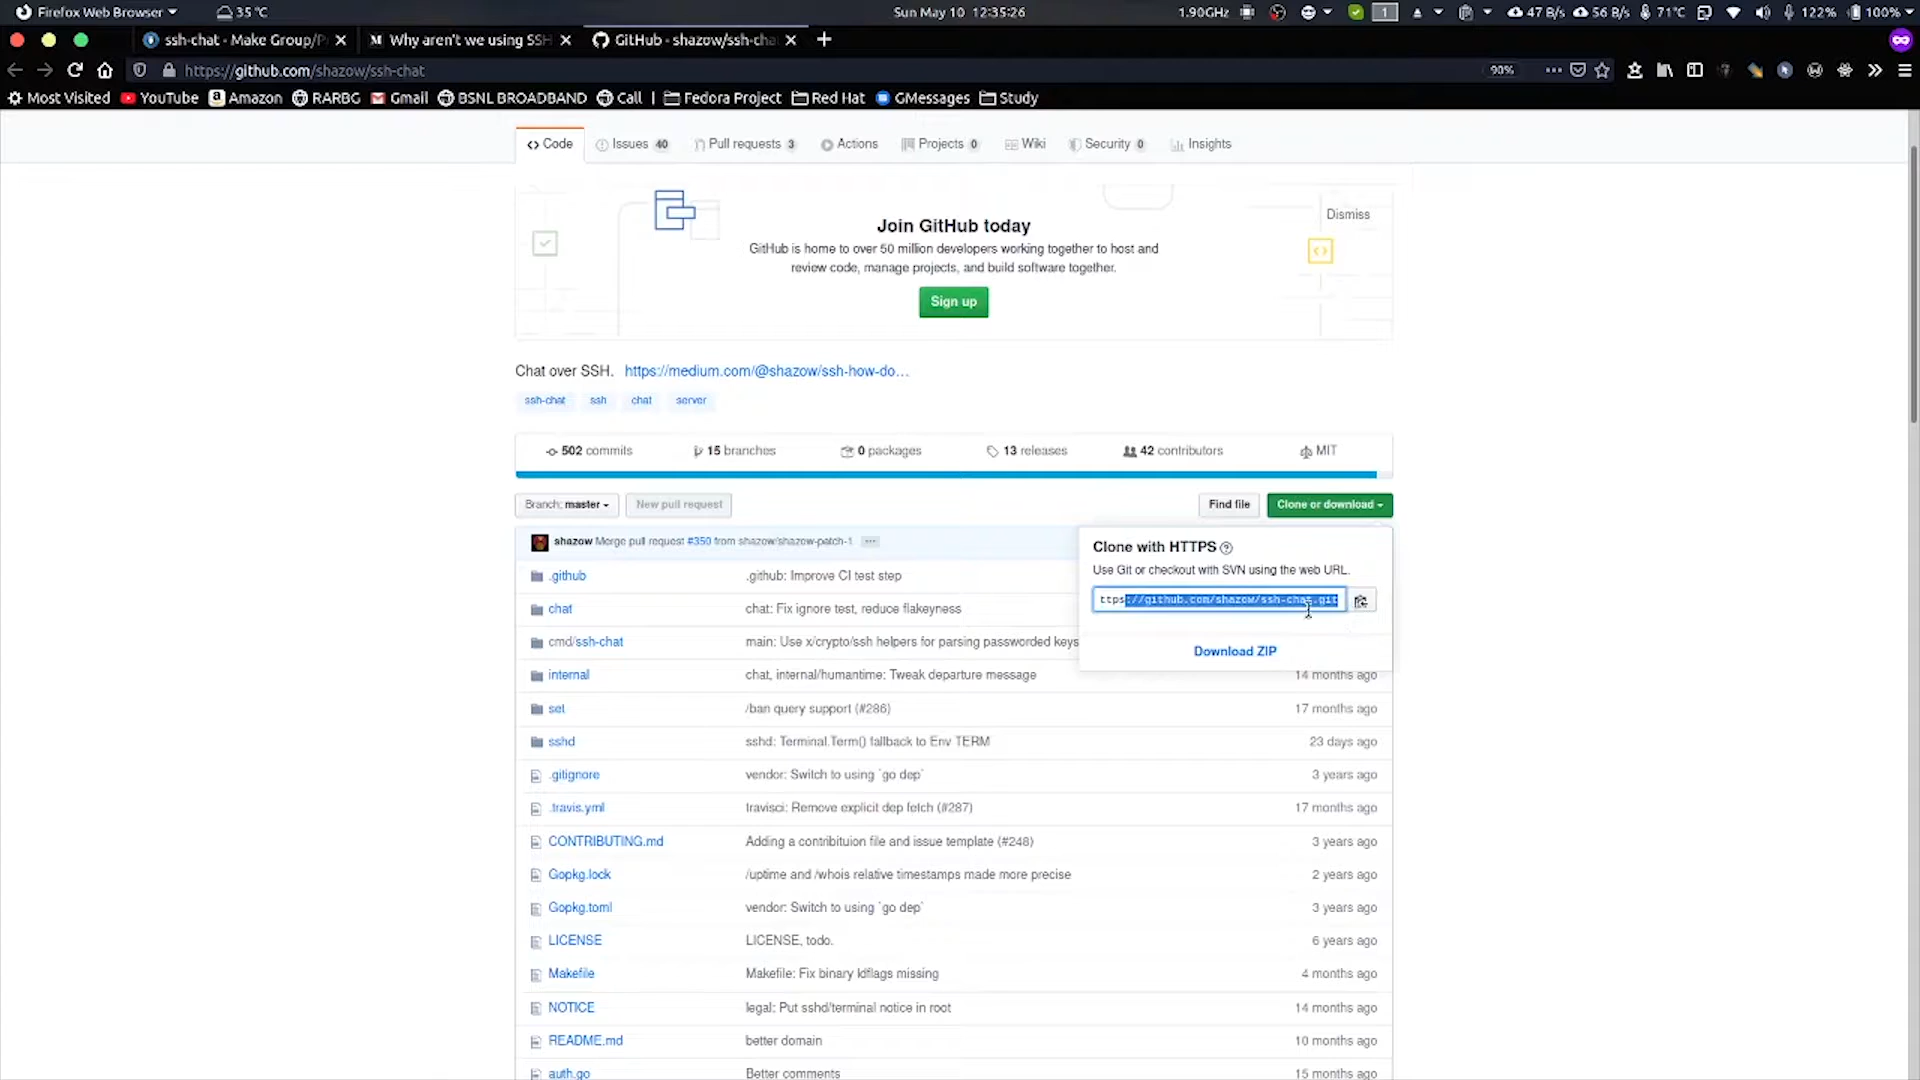 Firefox Web Browser 35 °C Sun May 10 12:35:26 1.90GHz 1 47 B/s 56 B/s 71°C 122% 100%
ssh-chat - Make Group/P Why aren't we using SSH GitHub - shazow/ssh-cha
https://github.com/shazow/ssh-chat 90%
Most Visited YouTube Amazon RARBG Gmail BSNL BROADBAND Call | Fedora Project Red Hat GMessages Study
Code Issues 40 Pull requests 3 Actions Projects 0 Wiki Security 0 Insights
Dismiss
Join GitHub today
GitHub is home to over 50 million developers working together to host and
review code, manage projects, and build software together.
Sign up
Chat over SSH. https://medium.com/@shazow/ssh-how-do...
ssh-chat ssh chat server
502 commits 15 branches 0 packages 13 releases 42 contributors MIT
Branch: master New pull request Find file Clone or download
shazow Merge pull request #350 from shazow/shazow-patch-1
Clone with HTTPS
Use Git or checkout with SVN using the web URL.
ttps://github.com/shazow/ssh-chat.git
Download ZIP
.github .github: Improve CI test step
chat chat: Fix ignore test, reduce flakeyness
cmd/ssh-chat main: Use x/crypto/ssh helpers for parsing passworded keys
internal chat, internal/humantime: Tweak departure message 14 months ago
set /ban query support (#286) 17 months ago
sshd sshd: Terminal.Term() fallback to Env TERM 23 days ago
.gitignore vendor: Switch to using `go dep` 3 years ago
.travis.yml travisci: Remove explicit dep fetch (#287) 17 months ago
CONTRIBUTING.md Adding a contribituion file and issue template (#248) 3 years ago
Gopkg.lock /uptime and /whois relative timestamps made more precise 2 years ago
Gopkg.toml vendor: Switch to using `go dep` 3 years ago
LICENSE LICENSE, todo. 6 years ago
Makefile Makefile: Fix binary ldflags missing 4 months ago
NOTICE legal: Put sshd/terminal notice in root 14 months ago
README.md better domain 10 months ago
auth.go Better comments 15 months ago